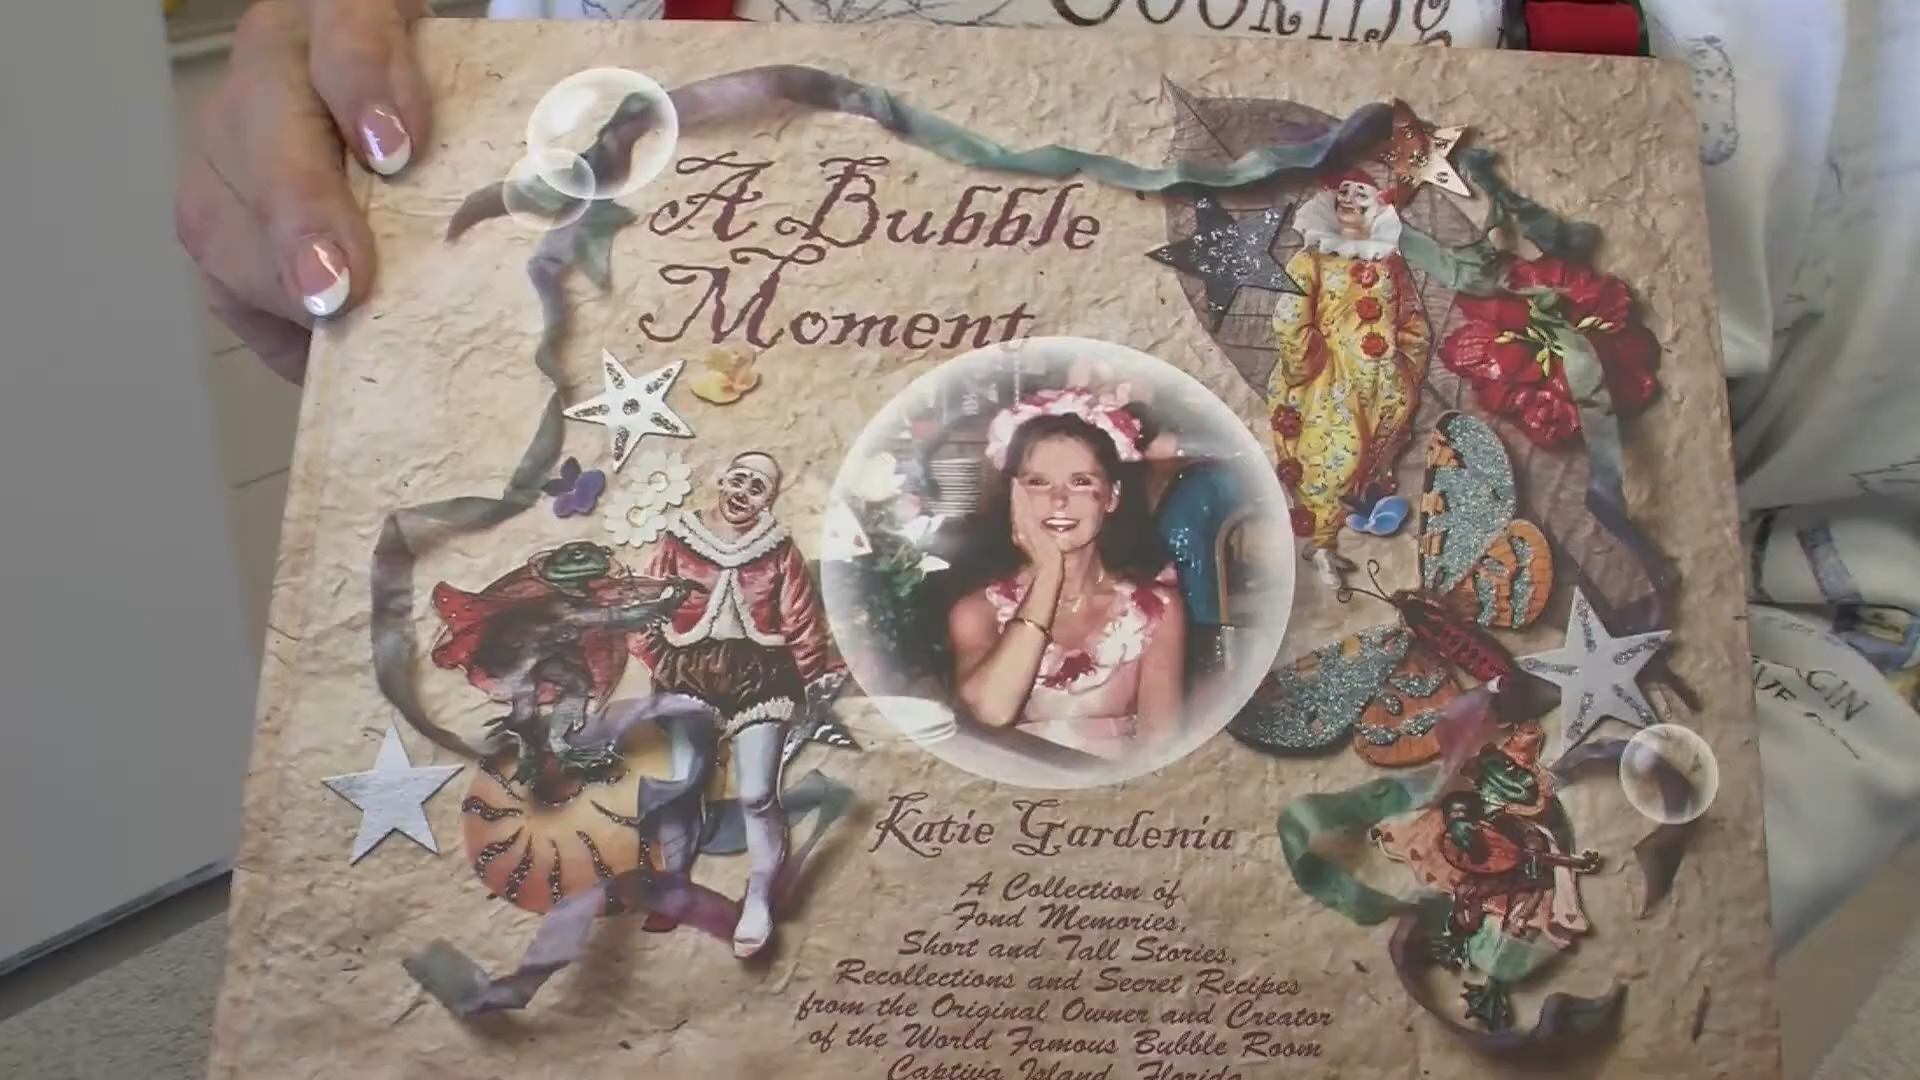 COOKING
A Bubble
Moment
Katie Gardenia
A Collection of
Fond Memories,
Short and Tall Stories,
Recollections and Secret Recipes
from the Original Owner and Creator
of the World Famous Bubble Room
Captiva Island, Florida